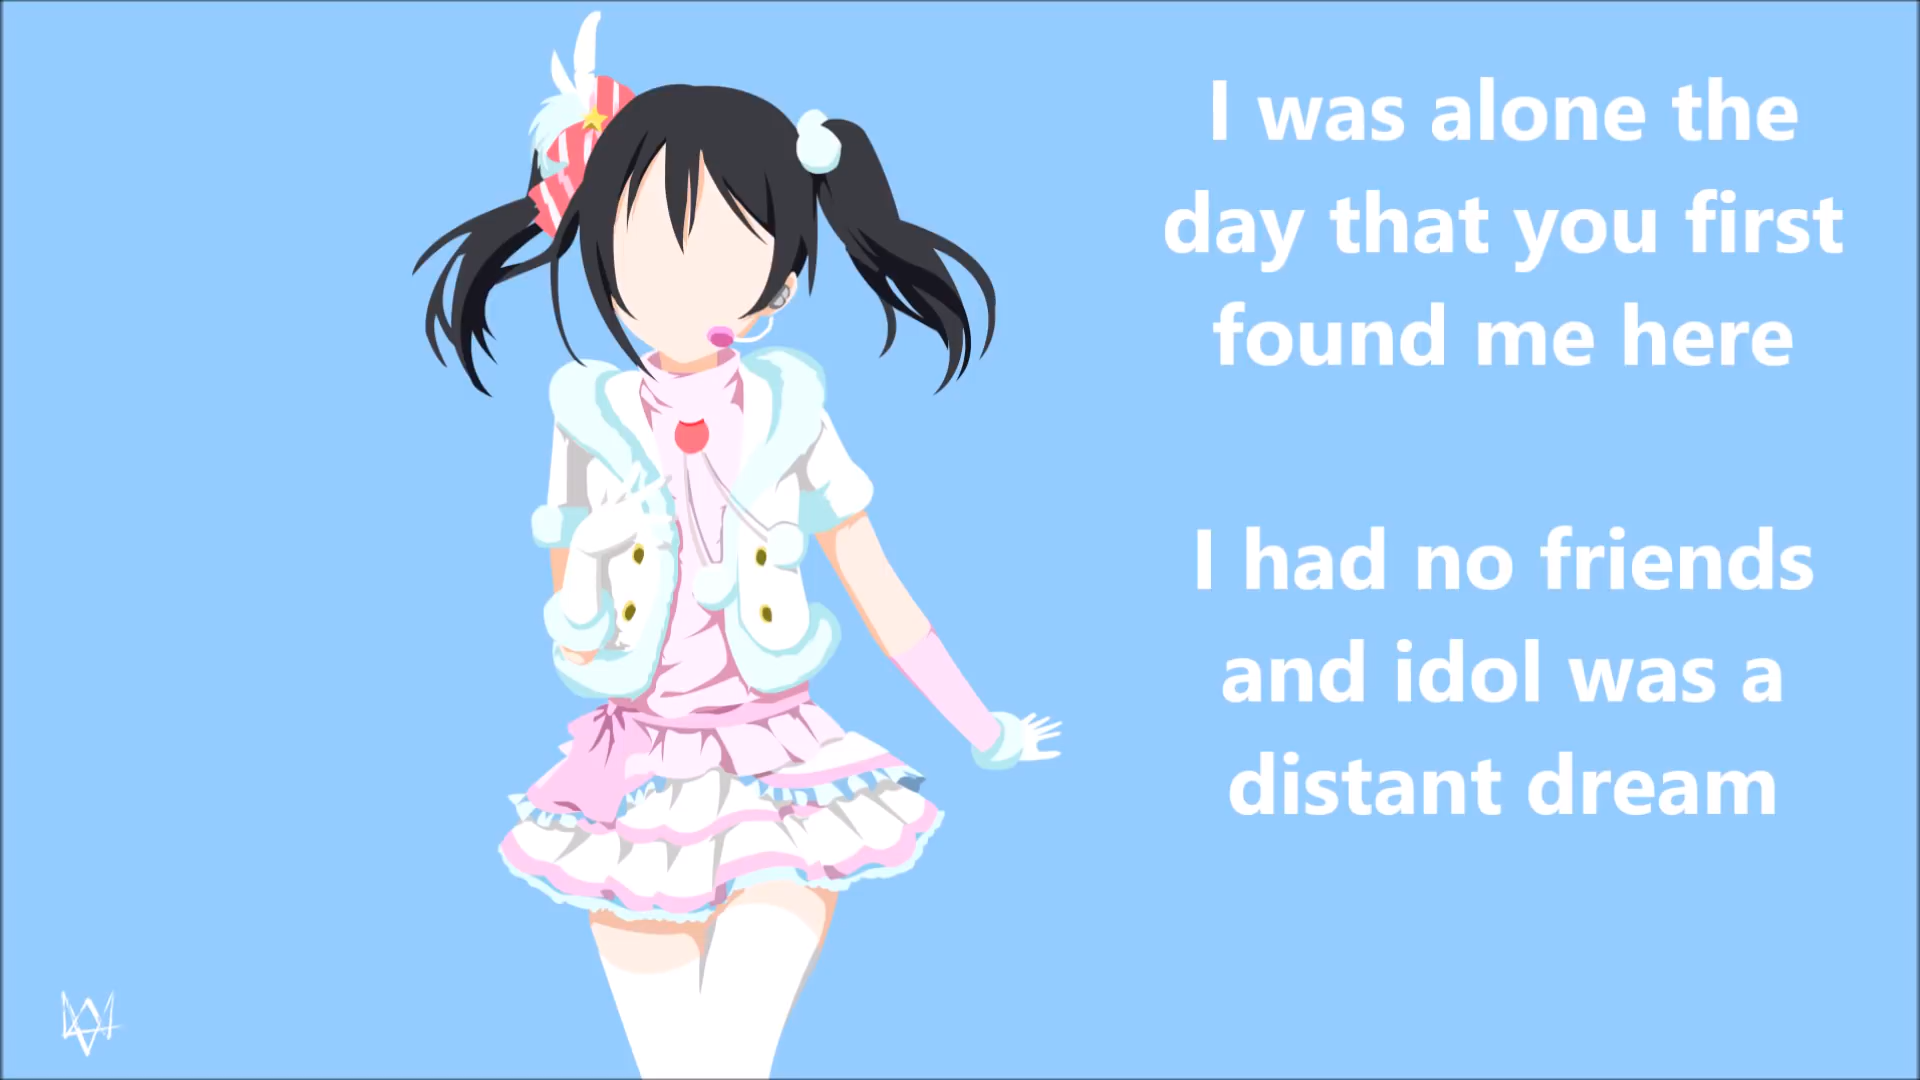 I was alone the
day that you first
found me here
I had no friends
and idol was a
distant dream